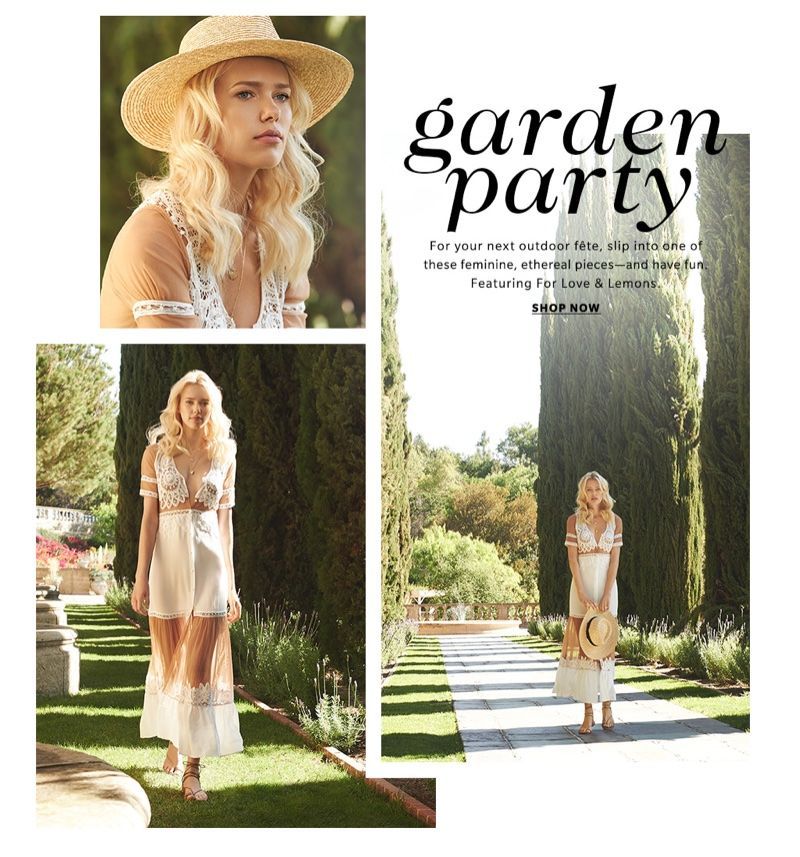 garden
party
For your next outdoor fête, slip into one of
these feminine, ethereal pieces—and have fun.
Featuring For Love & Lemons.
SHOP NOW